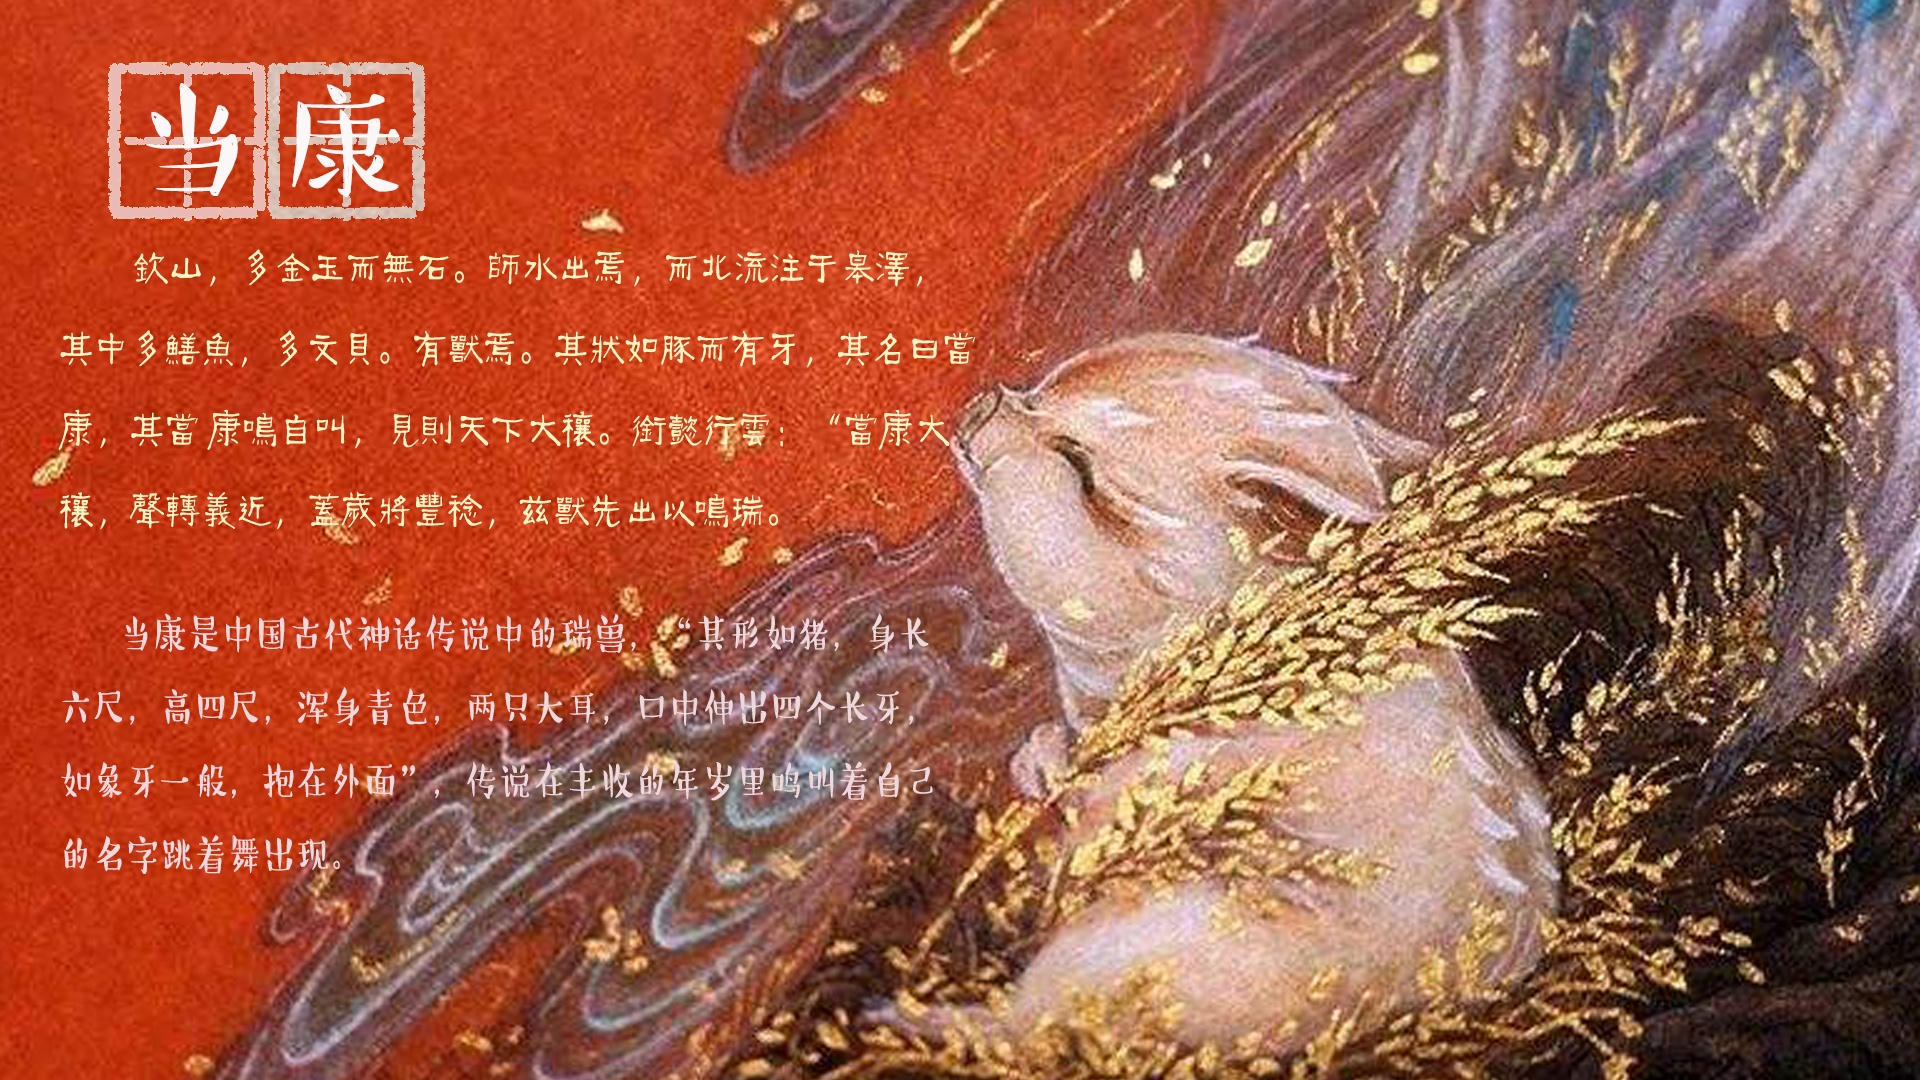 当康
欽山，多金玉而無石。師水出焉，而北流注于皋澤，
其中多鱔魚，多文貝。有獸焉。其狀如豚而有牙，其名曰當
康，其當康鳴自叫，見則天下大穰。銜懿行雲：“當康大
穰，聲轉義近，蓋歲將豐稔，兹獸先出以鳴瑞。
当康是中国古代神话传说中的瑞兽，“其形如猪，身长
六尺，高四尺，浑身青色，两只大耳，口中伸出四个长牙，
如象牙一般，抱在外面”，传说在丰收的年岁里鸣叫着自己
的名字跳着舞出现。